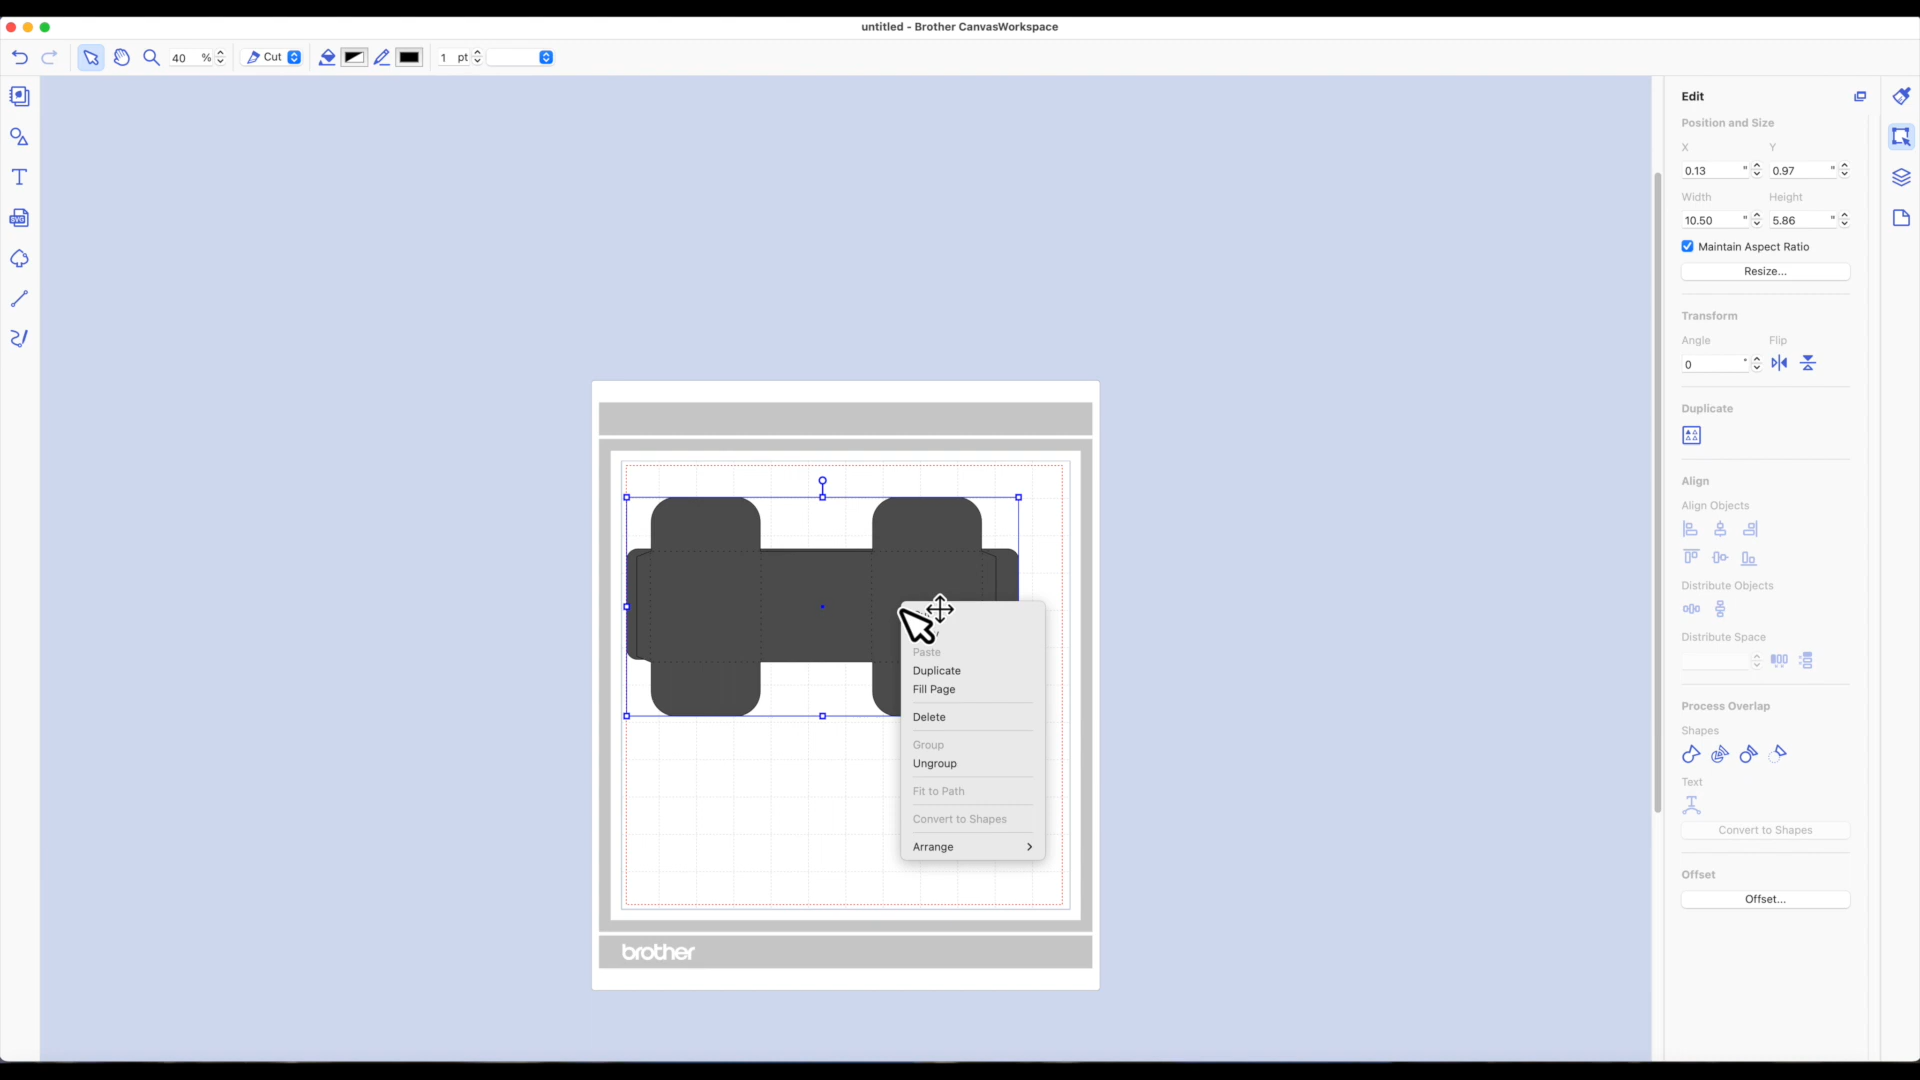 untitled - Brother CanvasWorkspace
40 % Cut 1 pt
Edit
Position and Size
X Y
0.13 " 0.97 "
Width Height
10.50 " 5.86 "
Maintain Aspect Ratio
Resize...
Transform
Angle Flip
0 °
Duplicate
Align
Align Objects
Distribute Objects
Distribute Space
Process Overlap
Shapes
Text
Convert to Shapes
Offset
Offset...
SVG
Paste
Duplicate
Fill Page
Delete
Group
Ungroup
Fit to Path
Convert to Shapes
Arrange
brother